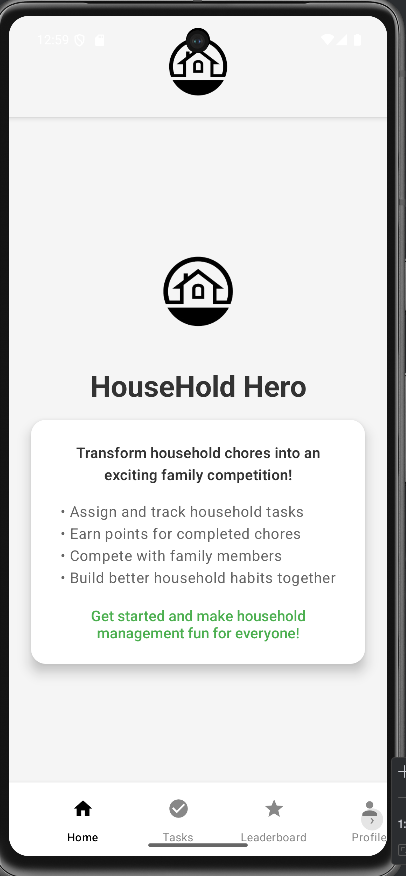 12:59
HouseHold Hero
Transform household chores into an
exciting family competition!
• Assign and track household tasks
• Earn points for completed chores
• Compete with family members
• Build better household habits together
Get started and make household
management fun for everyone!
Home Tasks Leaderboard Profile
1: